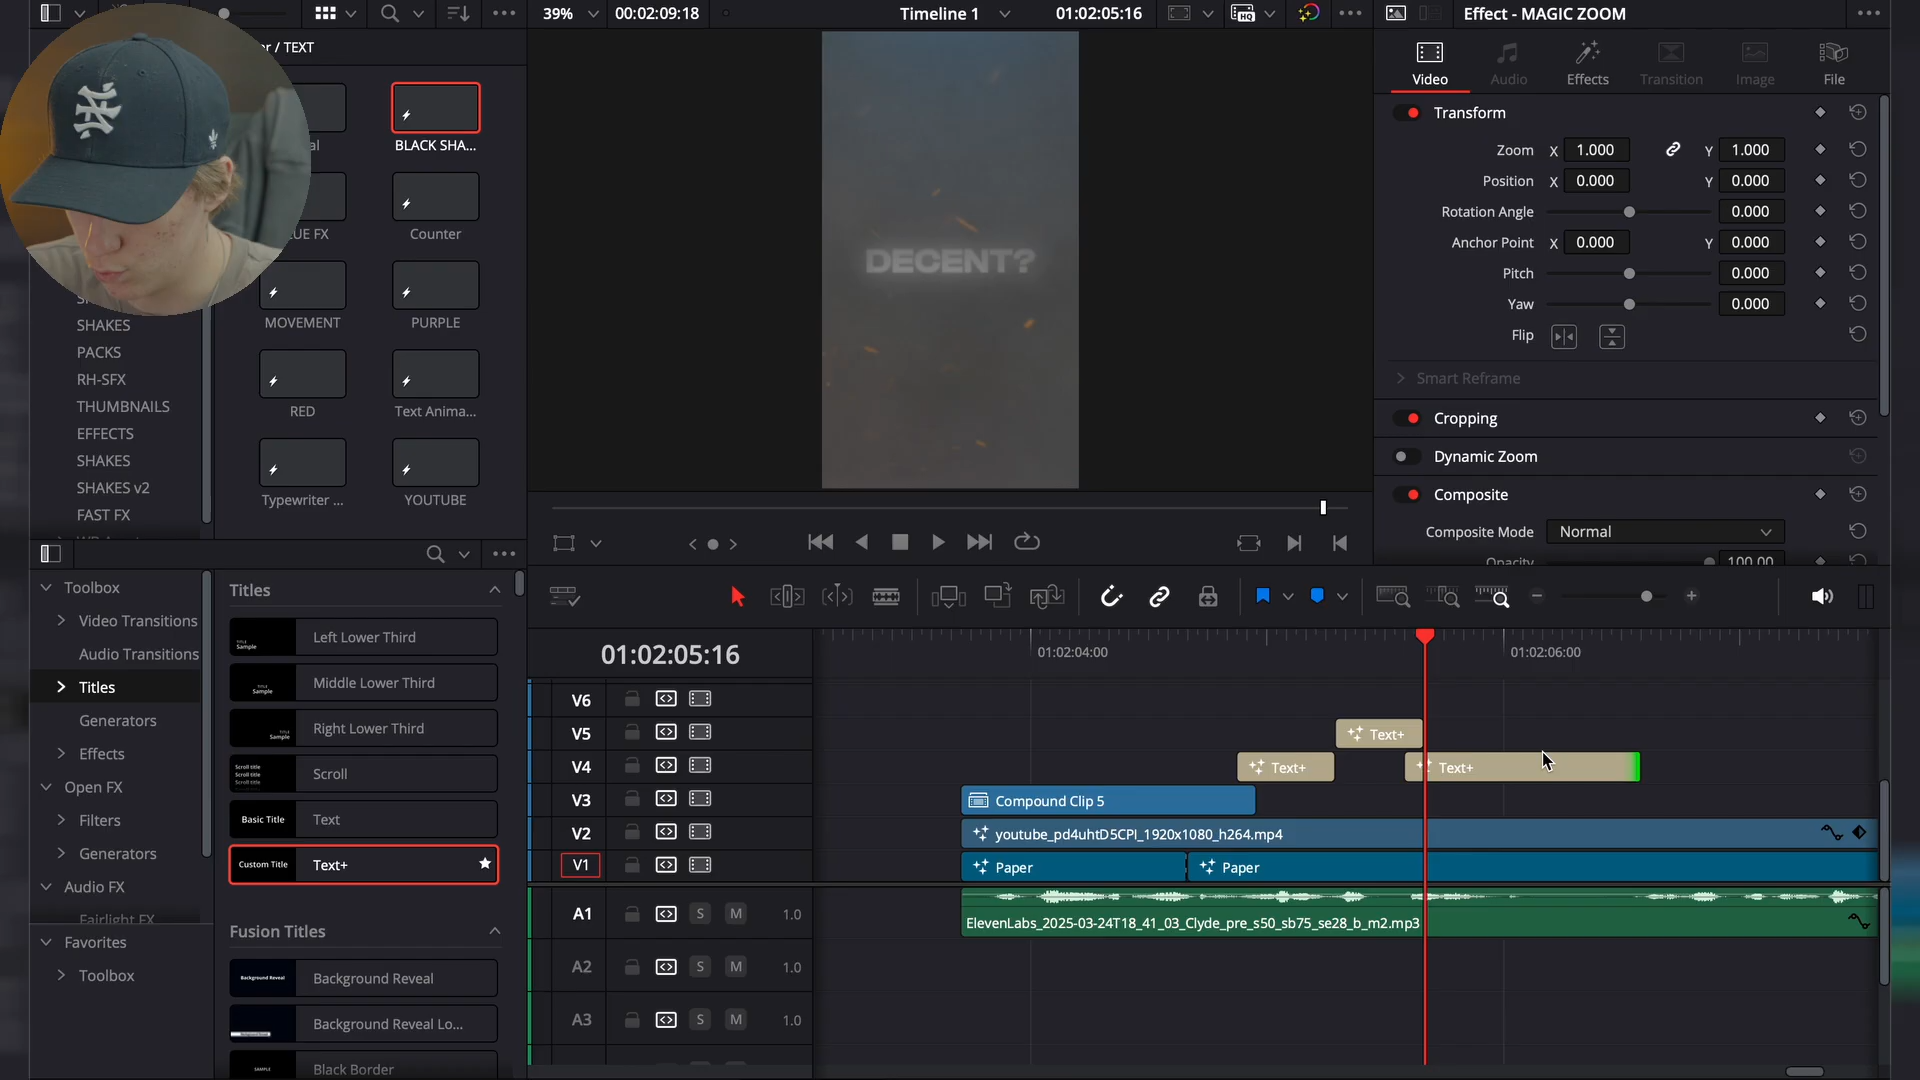 39%
00:02:09:18
Timeline 1
01:02:05:16
Effect - MAGIC ZOOM
/ TEXT
Video
Audio
Effects
Transition
Image
File
BLACK SHA...
UE FX
Counter
MOVEMENT
PURPLE
RED
Text Anima...
Typewriter ...
YOUTUBE
SHAKES
PACKS
RH-SFX
THUMBNAILS
EFFECTS
SHAKES
SHAKES v2
FAST FX
DECENT?
Transform
Zoom X 1.000 Y 1.000
Position X 0.000 Y 0.000
Rotation Angle 0.000
Anchor Point X 0.000 Y 0.000
Pitch 0.000
Yaw 0.000
Flip
Smart Reframe
Cropping
Dynamic Zoom
Composite
Composite Mode Normal
Opacity 100.00
Toolbox
Video Transitions
Audio Transitions
Titles
Generators
Effects
Open FX
Filters
Generators
Audio FX
Fairlight FX
Favorites
Toolbox
Titles
Left Lower Third
Middle Lower Third
Right Lower Third
Scroll
Basic Title Text
Custom Title Text+
Fusion Titles
Background Reveal Background Reveal
Background Reveal Lo...
SAMPLE Black Border
01:02:05:16
01:02:04:00
01:02:06:00
V6
V5 Text+
V4 Text+ Text+
V3 Compound Clip 5
V2 youtube_pd4uhtD5CPI_1920x1080_h264.mp4
V1 Paper Paper
A1 S M 1.0
ElevenLabs_2025-03-24T18_41_03_Clyde_pre_s50_sb75_se28_b_m2.mp3
A2 S M 1.0
A3 S M 1.0